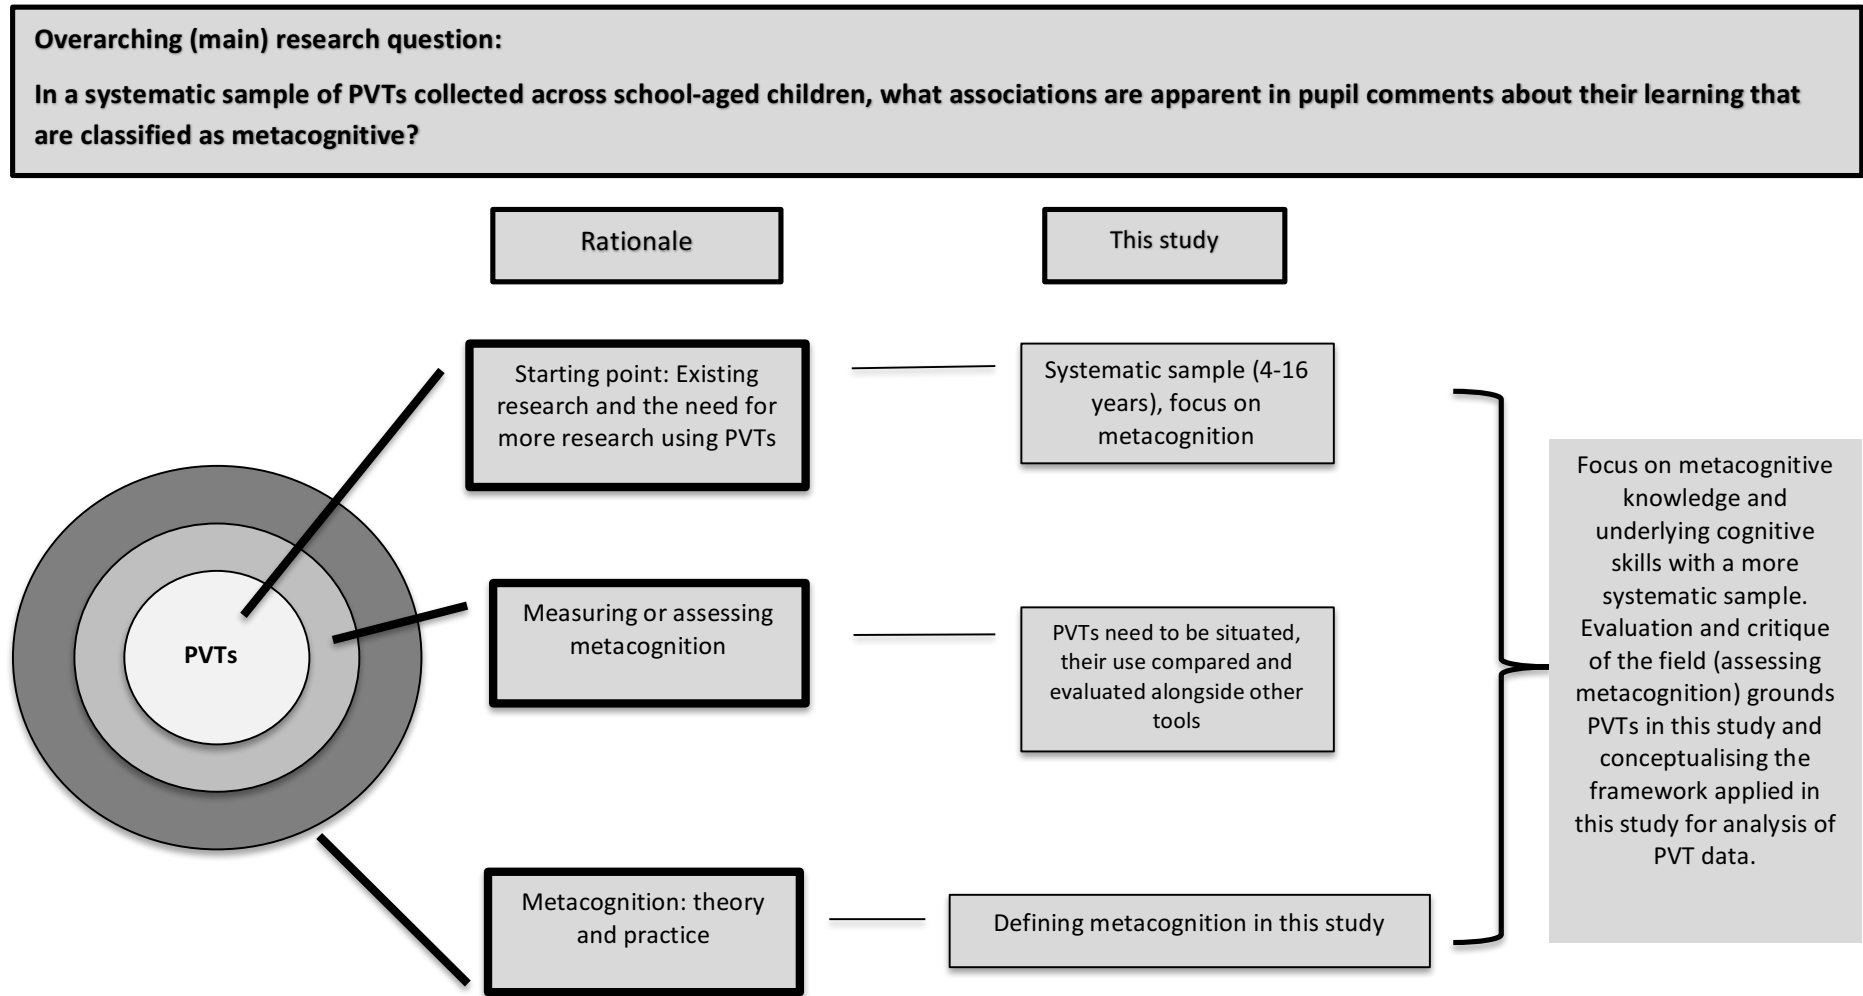 Overarching (main) research question:
In a systematic sample of PVTs collected across school-aged children, what associations are apparent in pupil comments about their learning that
are classified as metacognitive?
Rationale
This study
Starting point: Existing
research and the need for
more research using PVTs
Systematic sample (4-16
years), focus on
metacognition
PVTs
Measuring or assessing
metacognition
PVTs need to be situated,
their use compared and
evaluated alongside other
tools
Metacognition: theory
and practice
Defining metacognition in this study
Focus on metacognitive
knowledge and
underlying cognitive
skills with a more
systematic sample.
Evaluation and critique
of the field (assessing
metacognition) grounds
PVTs in this study and
conceptualising the
framework applied in
this study for analysis of
PVT data.